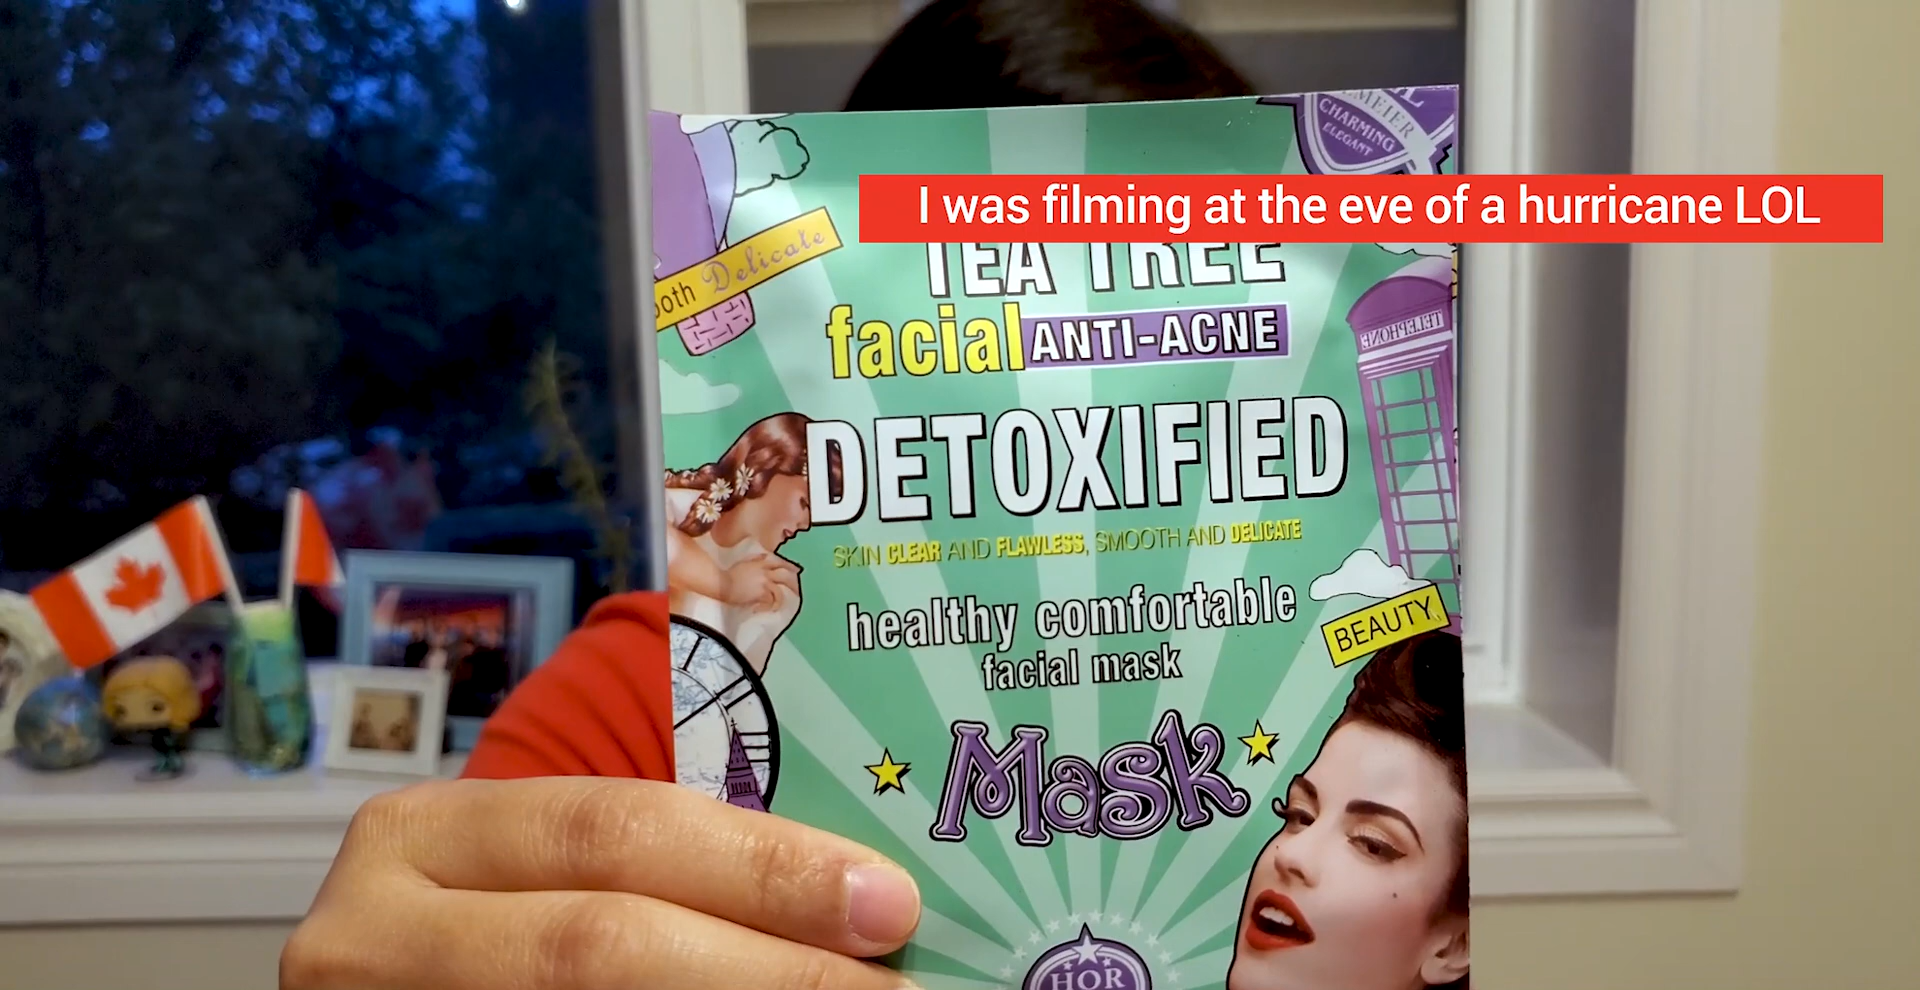 MEIER
CHARMING
ELEGANT
I was filming at the eve of a hurricane LOL
Delicate
TEA TREE
facial ANTI-ACNE
TELEPHONE
DETOXIFIED
SKIN CLEAR AND FLAWLESS, SMOOTH AND DELICATE
healthy comfortable
BEAUTY
facial mask
Mask
HOR